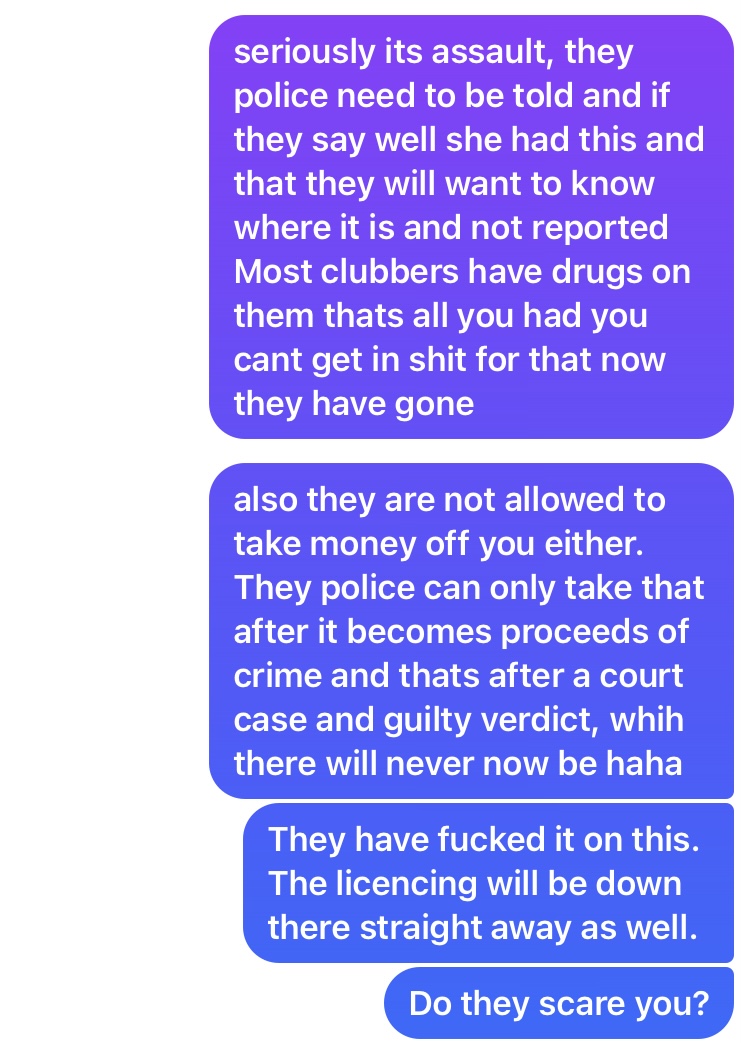 seriously its assault, they
police need to be told and if
they say well she had this and
that they will want to know
where it is and not reported
Most clubbers have drugs on
them thats all you had you
cant get in shit for that now
they have gone
also they are not allowed to
take money off you either.
They police can only take that
after it becomes proceeds of
crime and thats after a court
case and guilty verdict, whih
there will never now be haha
They have fucked it on this.
The licencing will be down
there straight away as well.
Do they scare you?